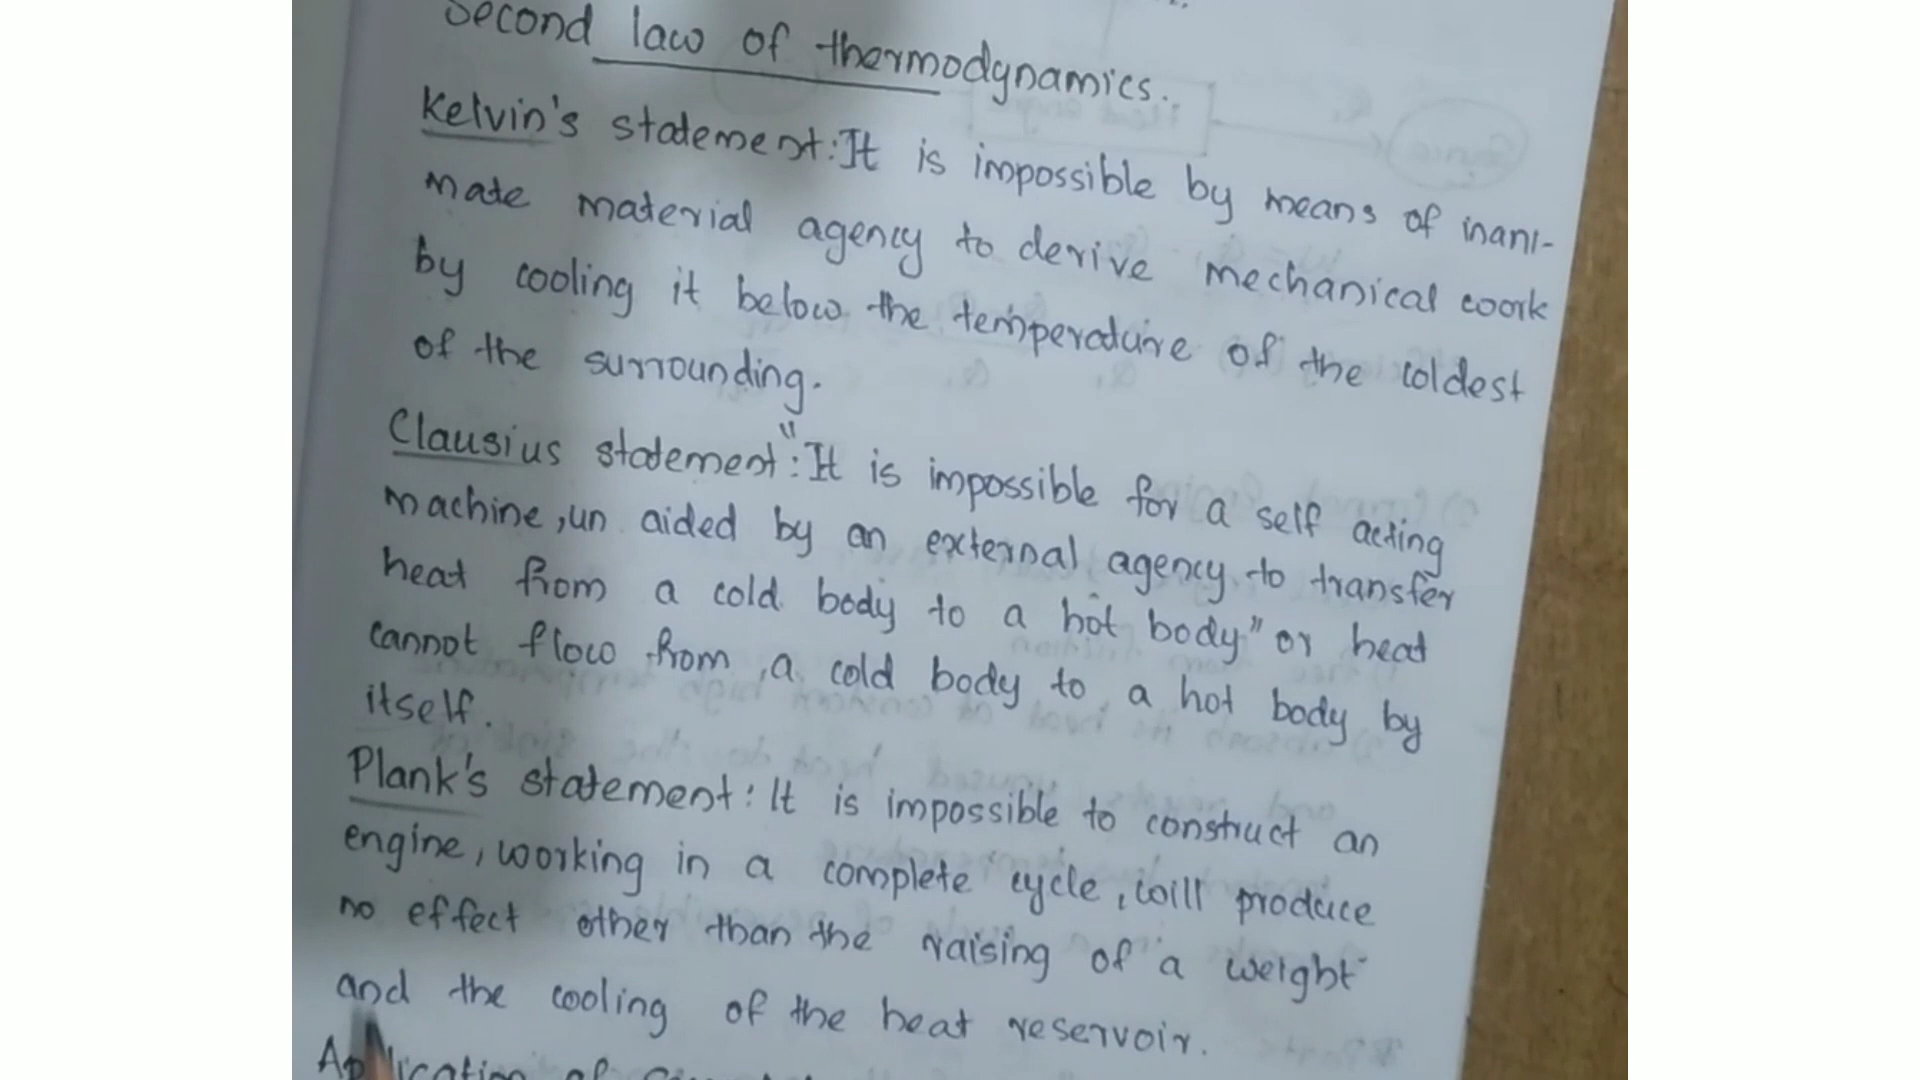 Second law of thermodynamics.
Kelvin's statement: It is impossible by means of inani-
mate material agency to derive mechanical work
by cooling it below the temperature of the coldest
of the surrounding.
Clausius statement: "It is impossible for a self acting
machine, un aided by an external agency to transfer
heat from a cold body to a hot body" or heat
cannot flow from a cold body to a hot body by
itself.
Plank's statement: It is impossible to construct an
engine, working in a complete cycle, will produce
no effect other than the raising of a weight
and the cooling of the heat reservoir.
Application of